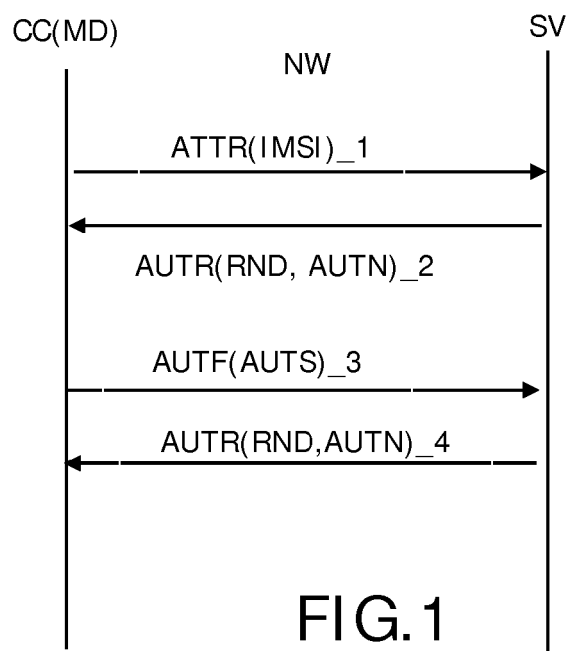 CC(MD)
SV
NW
ATTR(IMSI)_1
AUTR(RND, AUTN)_2
AUTF(AUTS)_3
AUTR(RND,AUTN)_4
FIG.1